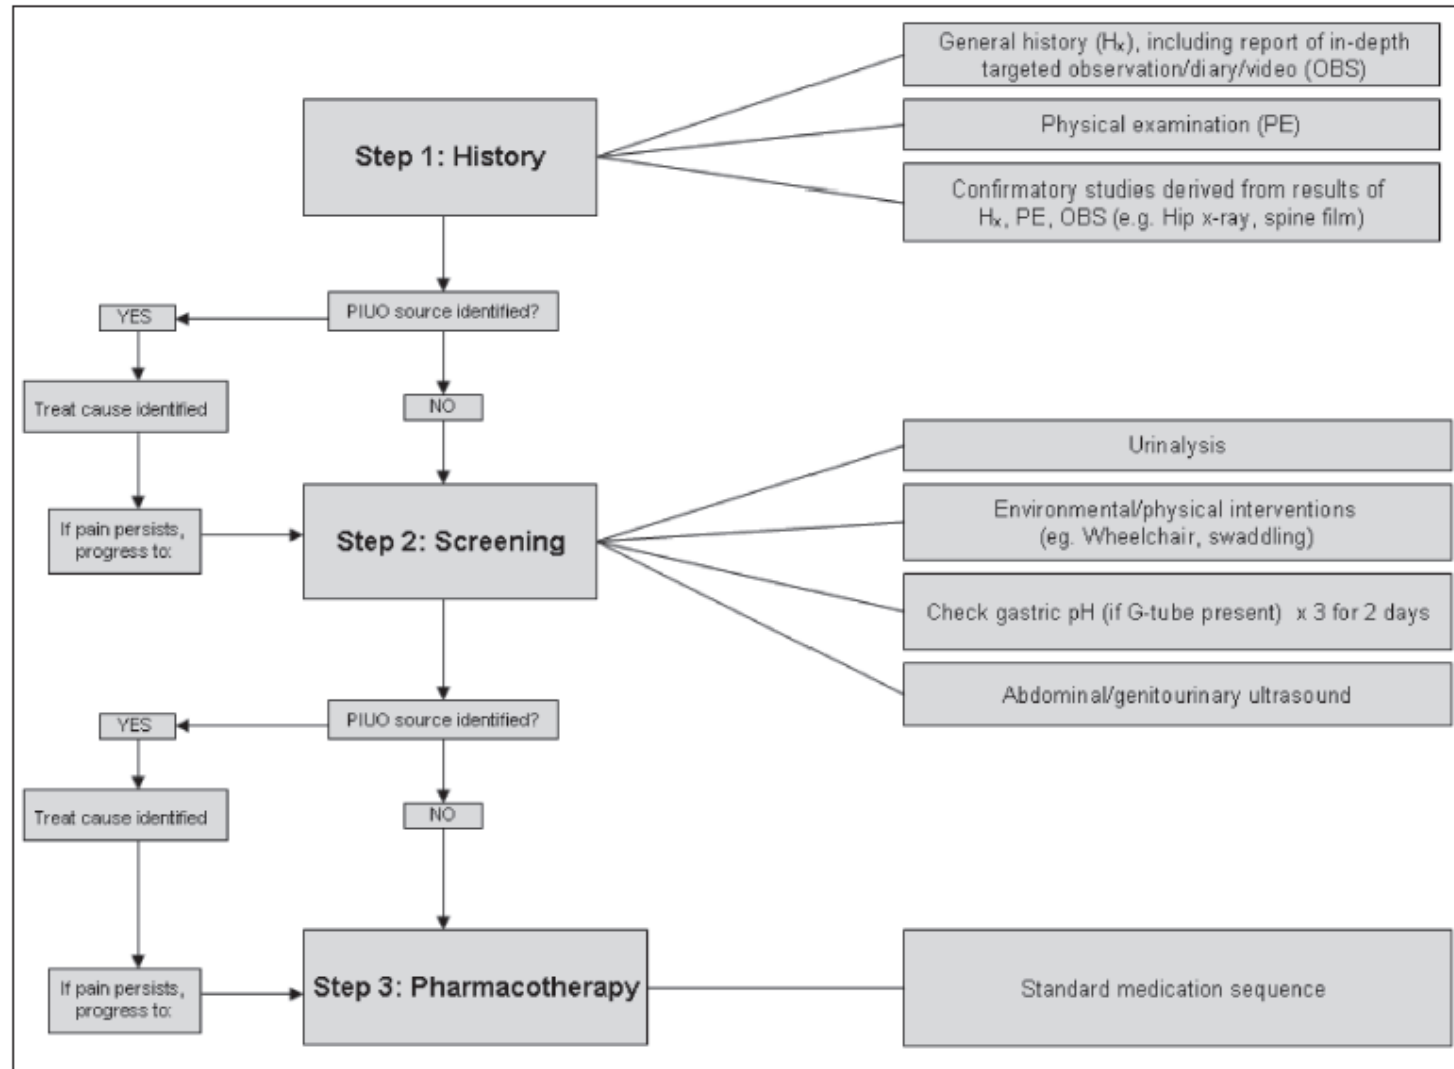 General history (Hₓ), including report of in-depth
targeted observation/diary/video (OBS)
Step 1: History
Physical examination (PE)
Confirmatory studies derived from results of
Hₓ, PE, OBS (e.g. Hip x-ray, spine film)
PIUO source identified?
YES
Treat cause identified
NO
If pain persists,
progress to:
Step 2: Screening
Urinalysis
Environmental/physical interventions
(eg. Wheelchair, swaddling)
Check gastric pH (if G-tube present) x 3 for 2 days
Abdominal/genitourinary ultrasound
PIUO source identified?
YES
Treat cause identified
NO
If pain persists,
progress to:
Step 3: Pharmacotherapy
Standard medication sequence